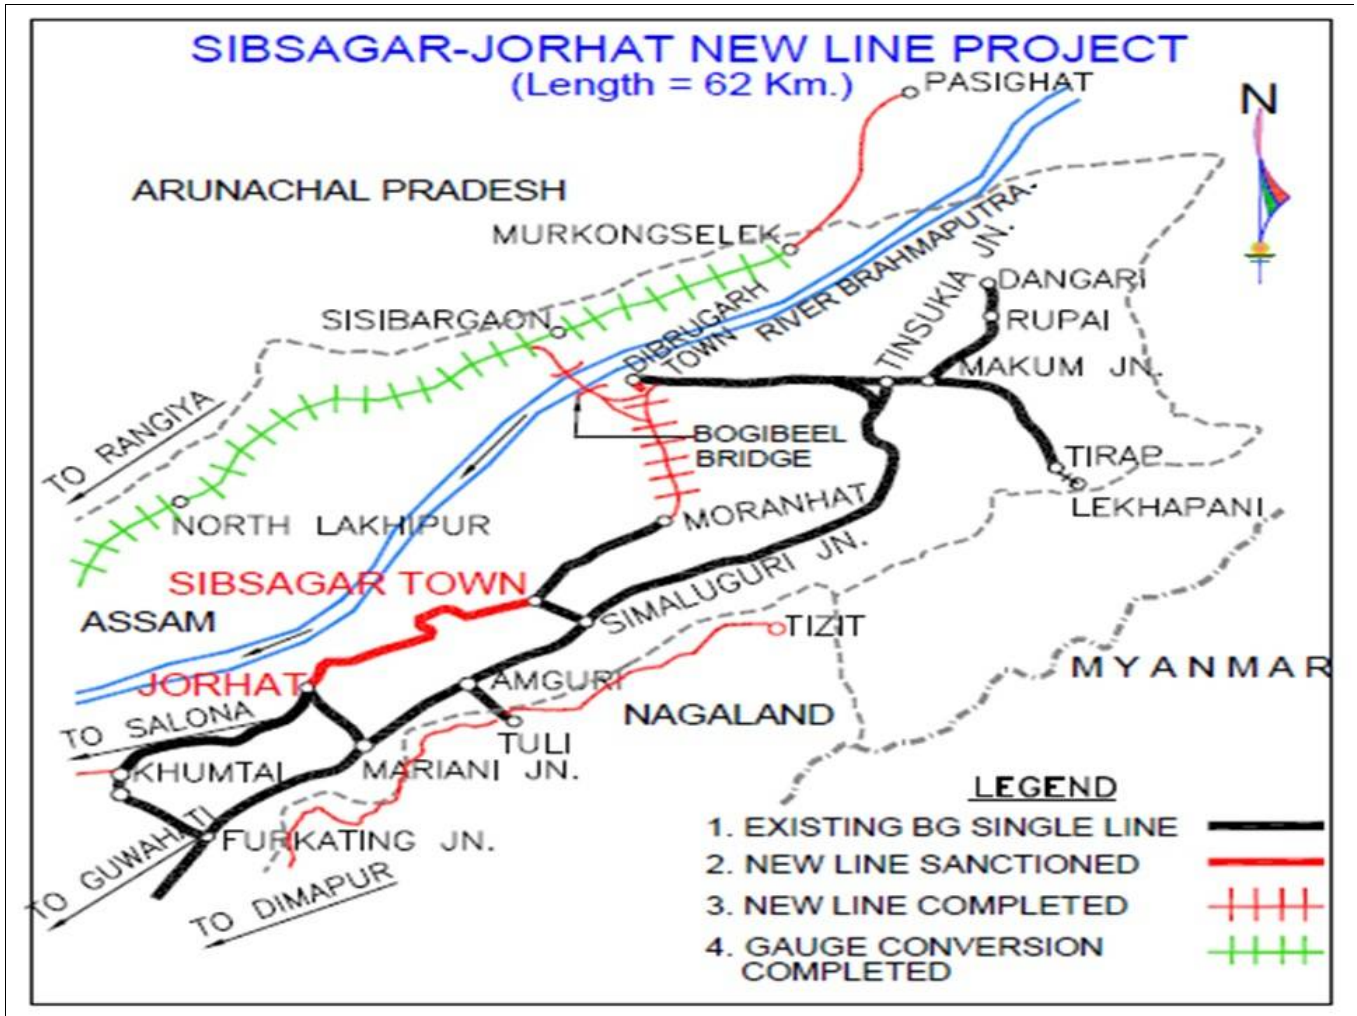 SIBSAGAR-JORHAT NEW LINE PROJECT
(Length = 62 Km.)
PASIGHAT
N
ARUNACHAL PRADESH
MURKONGSELEK
RIVER BRAHMAPUTRA
TINSUKIA JN.
DANGARI
SISIBARGAON
DIBRUGARH
TOWN
RUPAI
MAKUM JN.
TO RANGIYA
BOGIBEEL
BRIDGE
TIRAP
LEKHAPANI
NORTH LAKHIPUR
MORANHAT
SIBSAGAR TOWN
SIMALUGURI JN.
ASSAM
TIZIT
MYANMAR
JORHAT
AMGURI
NAGALAND
TO SALONA
TULI
KHUMTAI
MARIANI JN.
TO GUWAHATI
FURKATING JN.
TO DIMAPUR
LEGEND
1. EXISTING BG SINGLE LINE
2. NEW LINE SANCTIONED
3. NEW LINE COMPLETED
4. GAUGE CONVERSION
COMPLETED